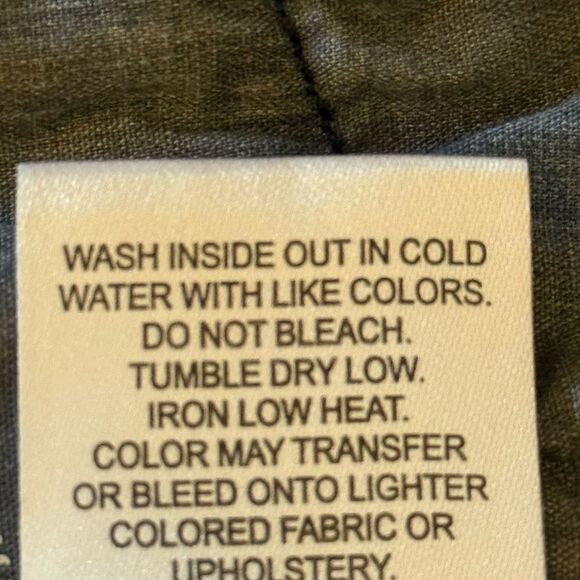 WASH INSIDE OUT IN COLD
WATER WITH LIKE COLORS.
DO NOT BLEACH.
TUMBLE DRY LOW.
IRON LOW HEAT.
COLOR MAY TRANSFER
OR BLEED ONTO LIGHTER
COLORED FABRIC OR
UPHOLSTERY.